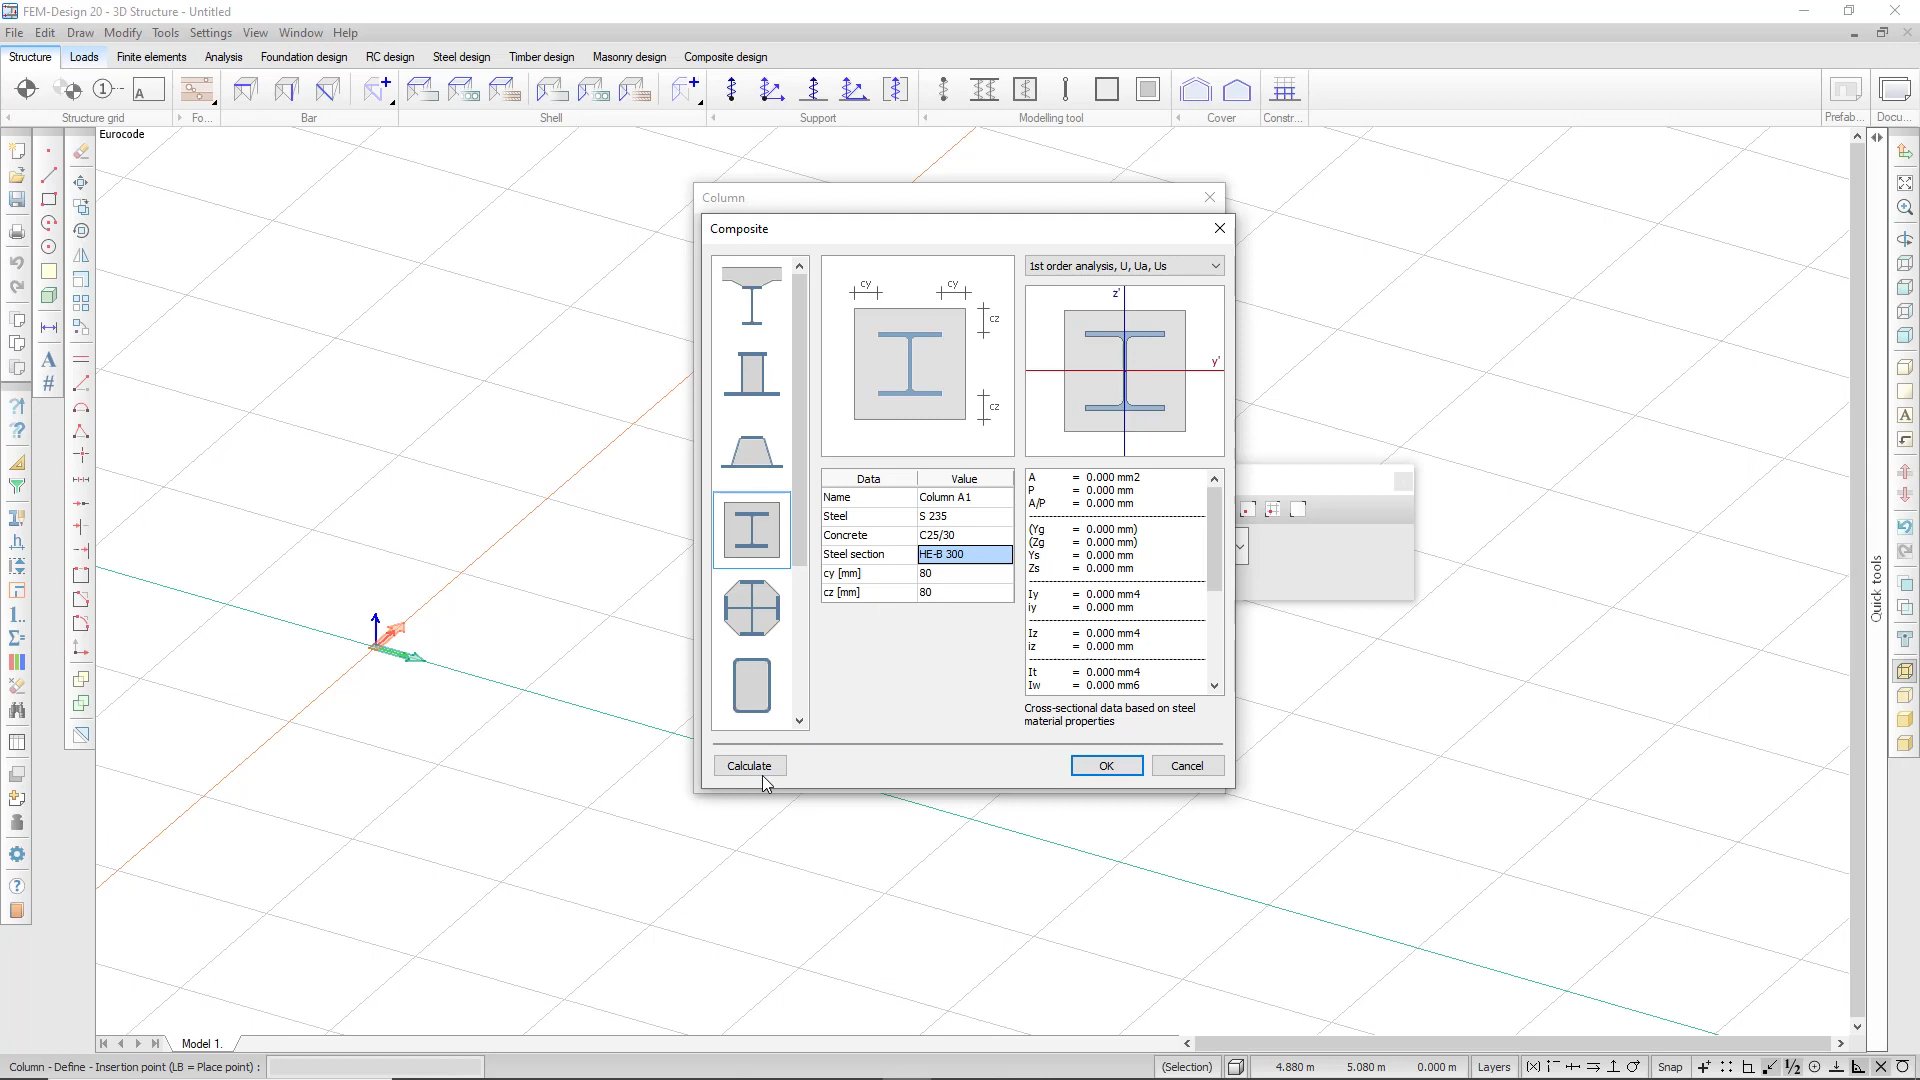 FEM-Design 20 - 3D Structure - Untitled
File Edit Draw Modify Tools Settings View Window Help
Structure Loads Finite elements Analysis Foundation design RC design Steel design Timber design Masonry design Composite design
1 A
Structure grid Fo... Bar Shell Support Modelling tool Cover Constr... Prefab... Docu...
Eurocode
Column
Composite
1st order analysis, U, Ua, Us
cy cy
cz
cz
z'
y'
Data Value
Name Column A1
Steel S 235
Concrete C25/30
Steel section HE-B 300
cy [mm] 80
cz [mm] 80
A = 0.000 mm2
P = 0.000 mm
A/P = 0.000 mm
(Yg = 0.000 mm)
(Zg = 0.000 mm)
Ys = 0.000 mm
Zs = 0.000 mm
Iy = 0.000 mm4
iy = 0.000 mm
Iz = 0.000 mm4
iz = 0.000 mm
It = 0.000 mm4
Iw = 0.000 mm6
Cross-sectional data based on steel
material properties
Calculate OK Cancel
Quick tools
Model 1.
Column - Define - Insertion point (LB = Place point) :
(Selection) 4.880 m 5.080 m 0.000 m Layers Snap 1/2